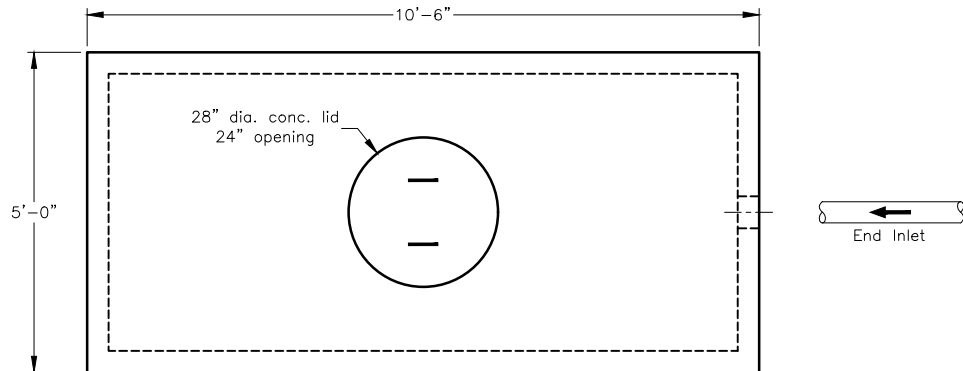 10’-6”
28” dia. conc. lid
24” opening
5’-0”
End Inlet